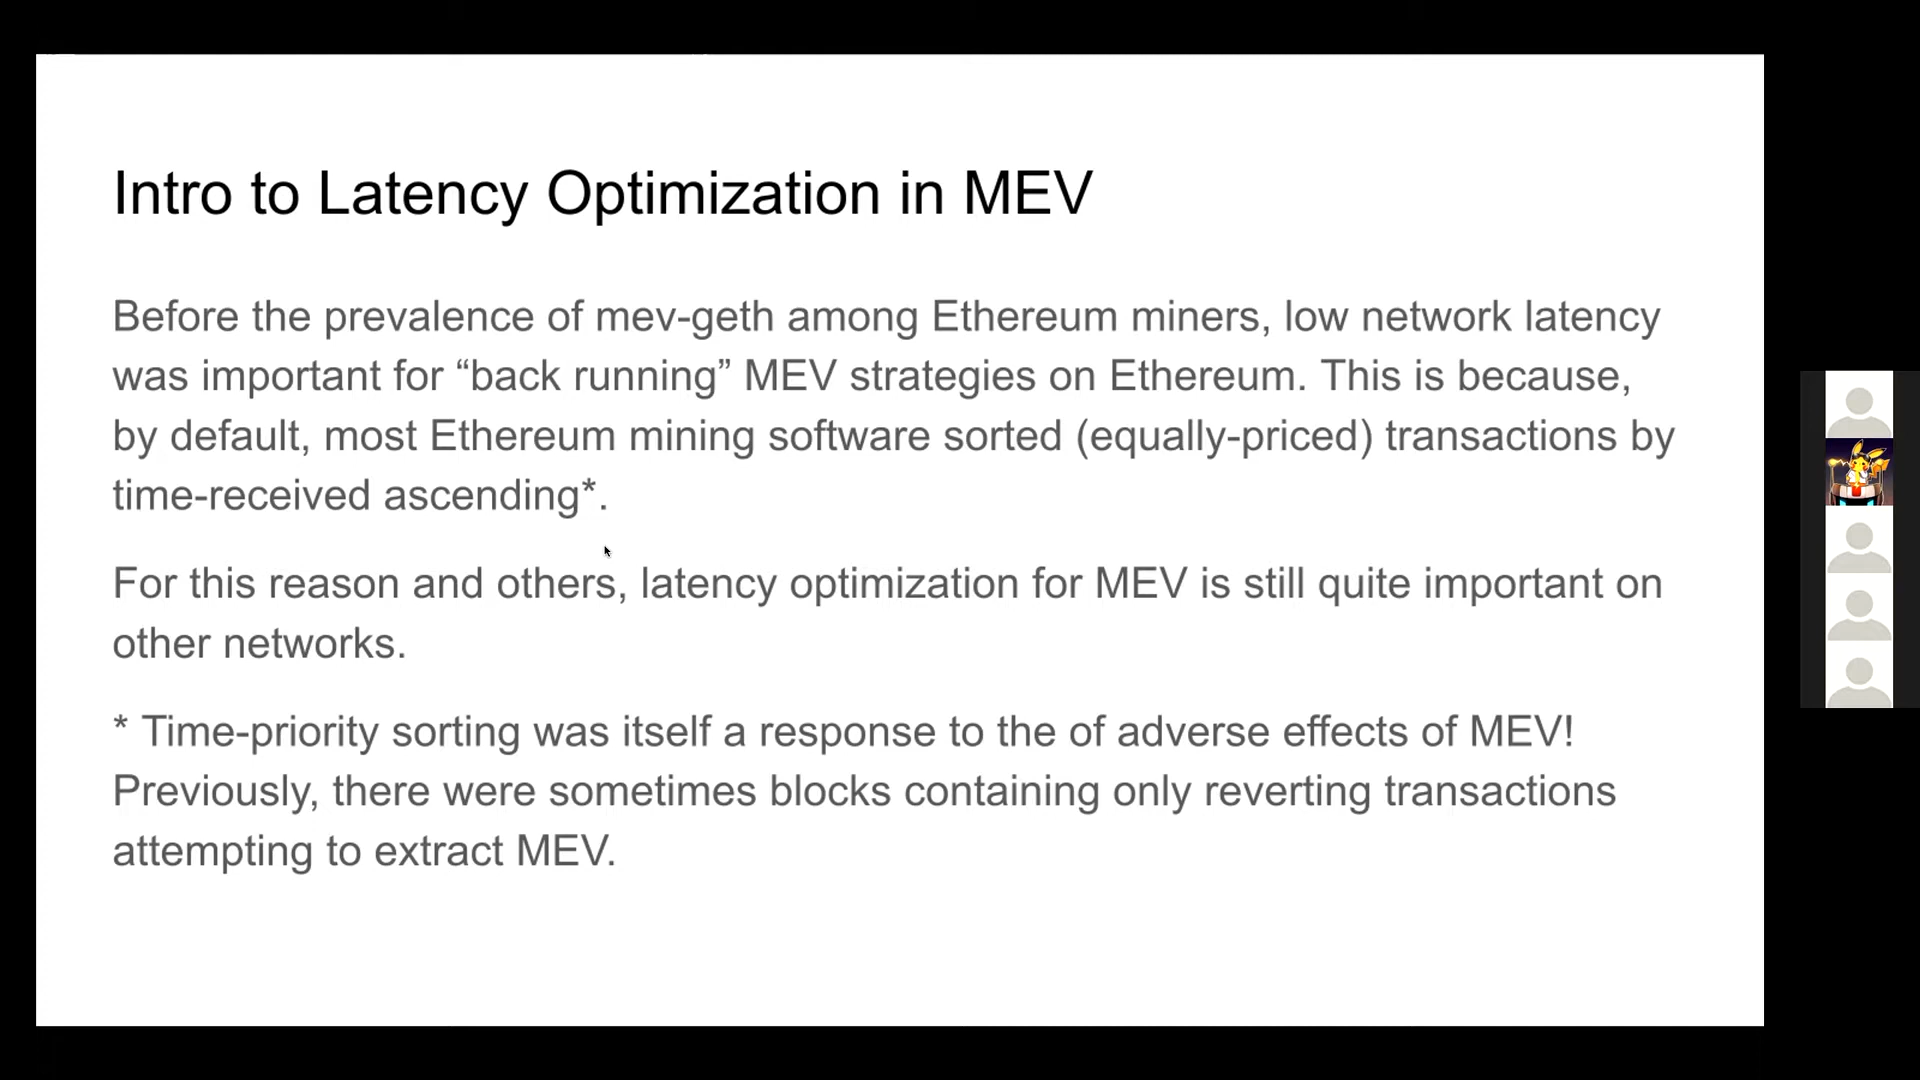 Intro to Latency Optimization in MEV
Before the prevalence of mev-geth among Ethereum miners, low network latency
was important for “back running” MEV strategies on Ethereum. This is because,
by default, most Ethereum mining software sorted (equally-priced) transactions by
time-received ascending*.
For this reason and others, latency optimization for MEV is still quite important on
other networks.
* Time-priority sorting was itself a response to the of adverse effects of MEV!
Previously, there were sometimes blocks containing only reverting transactions
attempting to extract MEV.